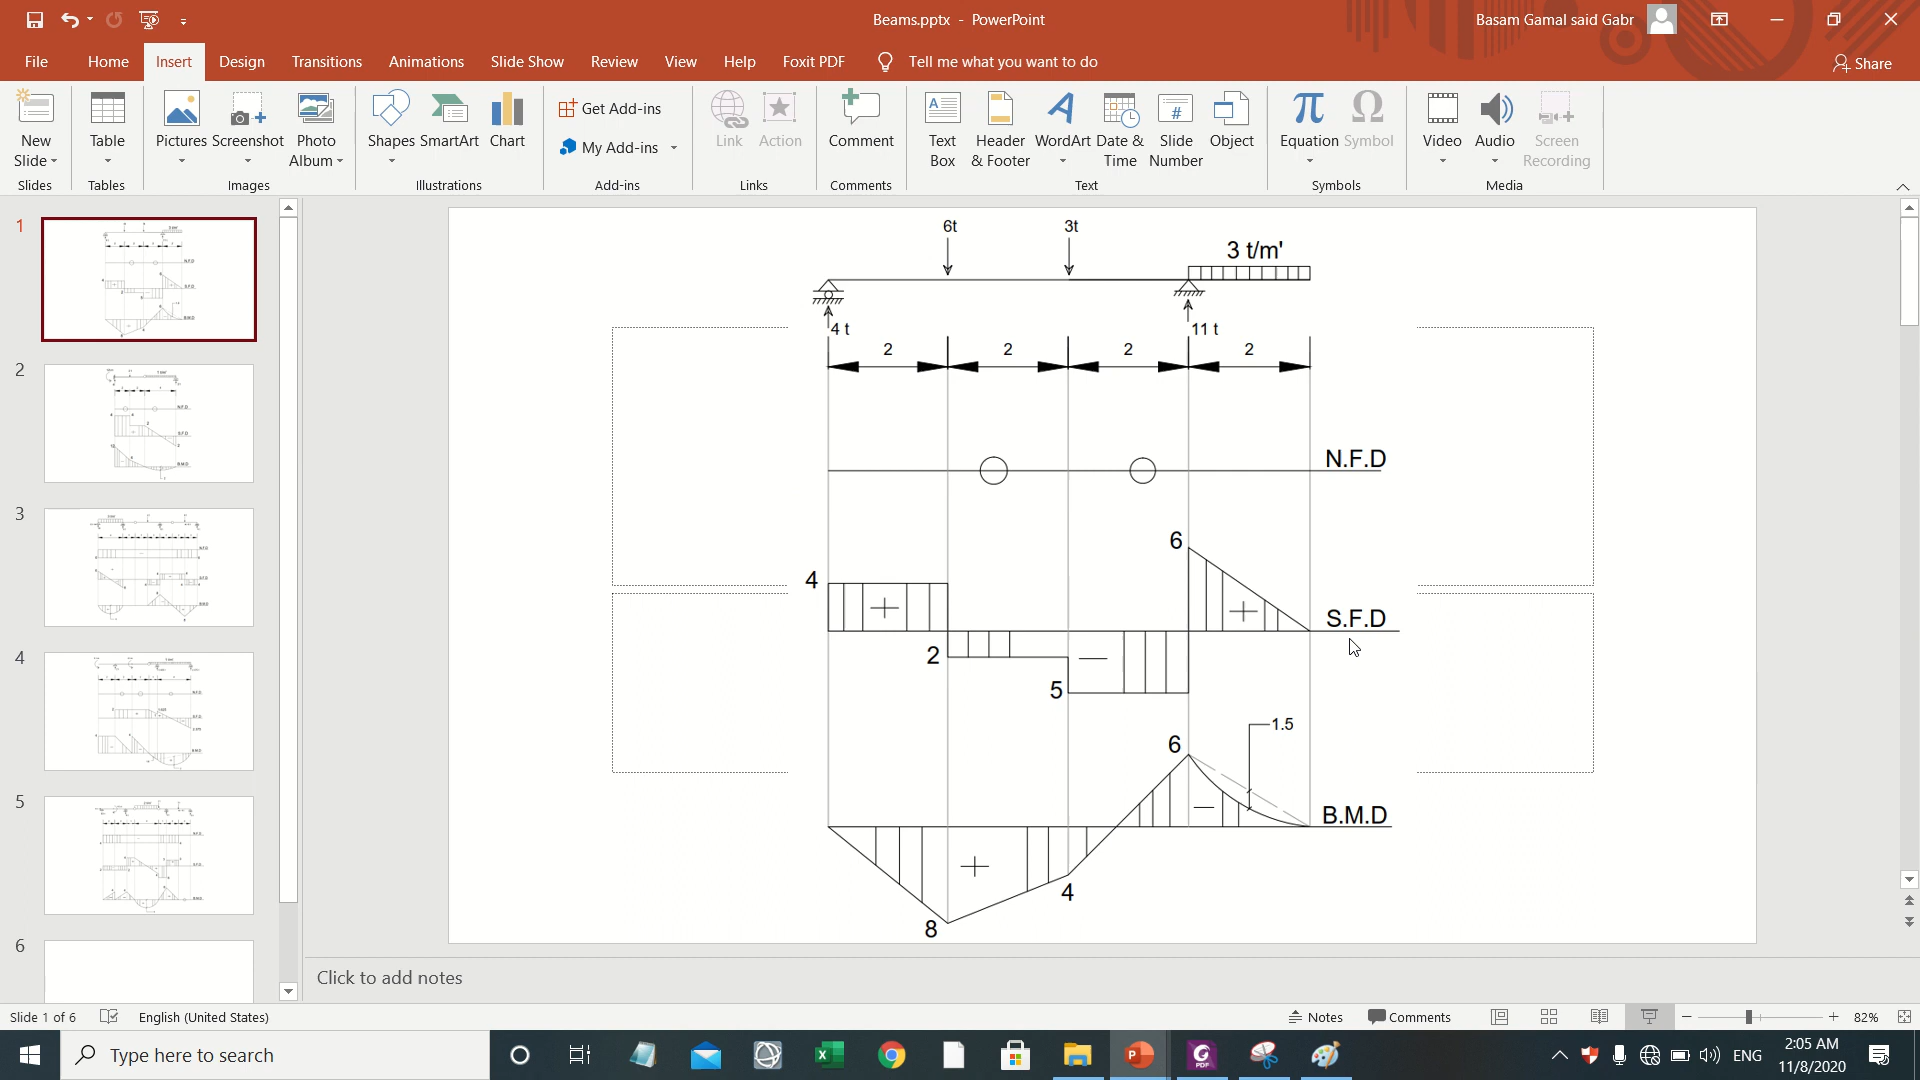 Beams.pptx - PowerPoint
Basam Gamal said Gabr
File Home Insert Design Transitions Animations Slide Show Review View Help Foxit PDF Tell me what you want to do Share
New Slide
Table
Pictures
Screenshot
Photo Album
Shapes
SmartArt
Chart
Get Add-ins
My Add-ins
Link
Action
Comment
Text Box
Header & Footer
WordArt
Date & Time
Slide Number
Object
Equation
Symbol
Video
Audio
Screen Recording
Slides Tables Images Illustrations Add-ins Links Comments Text Symbols Media
1
2
3
4
5
6
6t 3t
3 t/m'
4 t 11 t
2 2 2 2
N.F.D
6
4
S.F.D
2
5
1.5
6
B.M.D
4
8
Click to add notes
Slide 1 of 6 English (United States) Notes Comments 82%
Type here to search
ENG
2:05 AM
11/8/2020